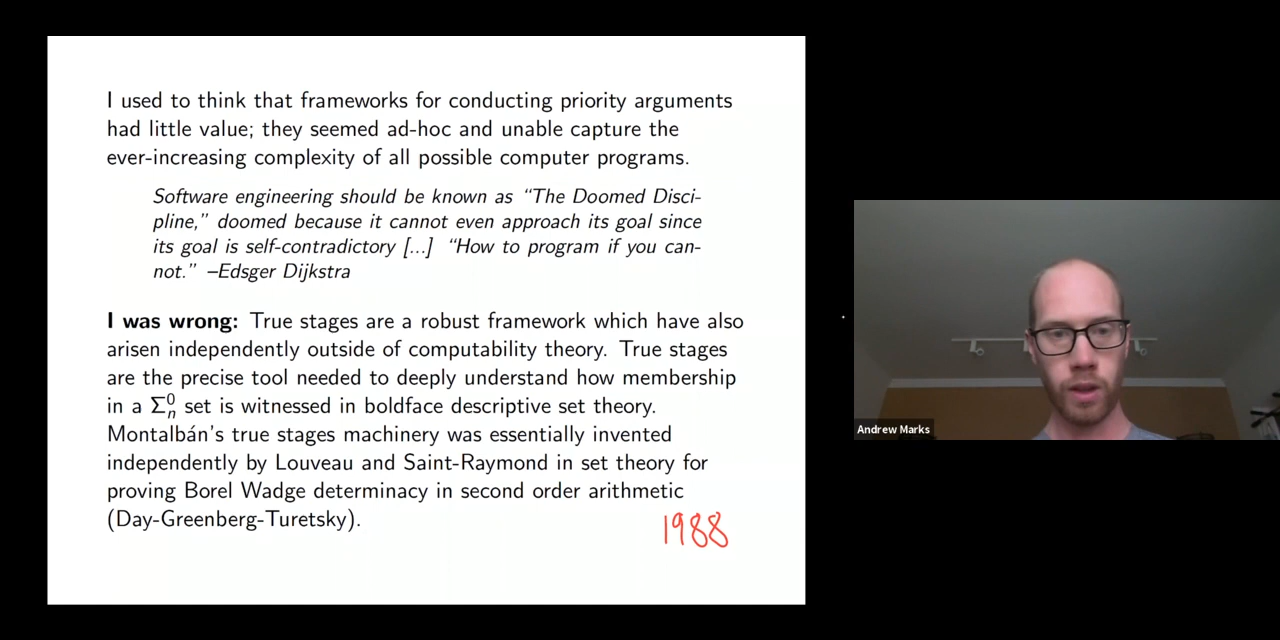 I used to think that frameworks for conducting priority arguments
had little value; they seemed ad-hoc and unable capture the
ever-increasing complexity of all possible computer programs.
Software engineering should be known as “The Doomed Disci-
pline,” doomed because it cannot even approach its goal since
its goal is self-contradictory [...] “How to program if you can-
not.” –Edsger Dijkstra
I was wrong: True stages are a robust framework which have also
arisen independently outside of computability theory. True stages
are the precise tool needed to deeply understand how membership
in a Σ⁰ₙ set is witnessed in boldface descriptive set theory.
Montalbán’s true stages machinery was essentially invented
independently by Louveau and Saint-Raymond in set theory for
proving Borel Wadge determinacy in second order arithmetic
(Day-Greenberg-Turetsky).
1988
Andrew Marks